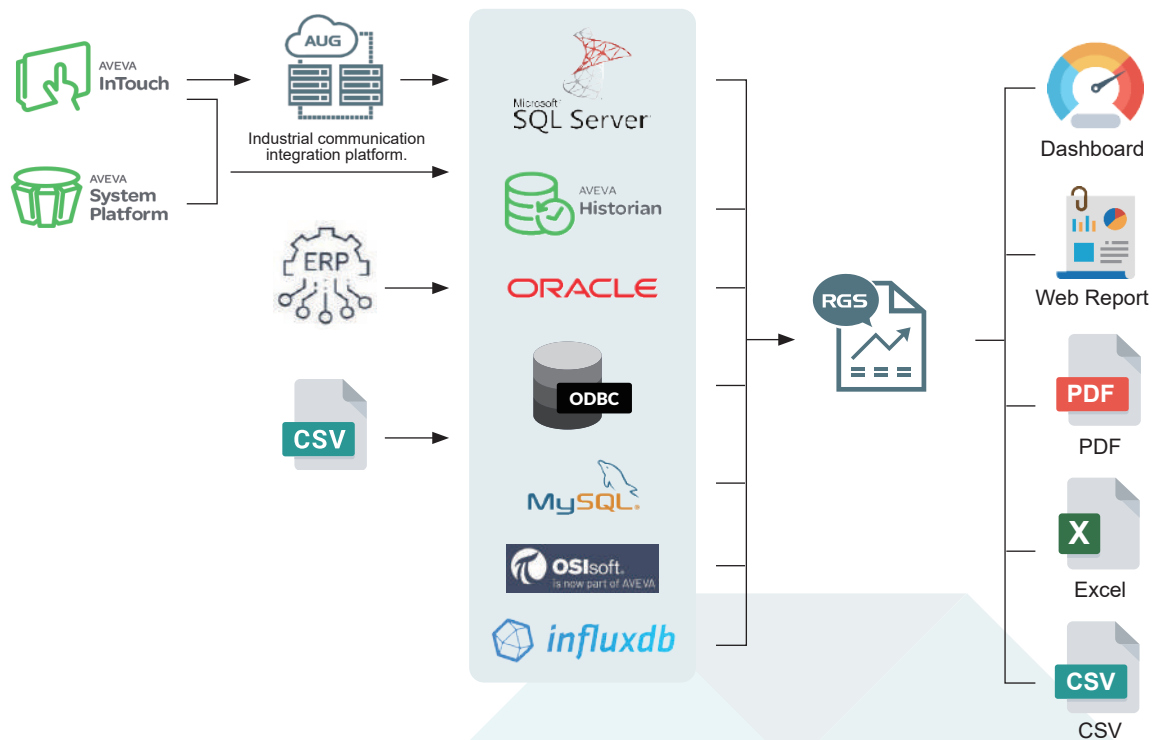 AVEVA
InTouch
AUG
Industrial communication
integration platform.
AVEVA
System
Platform
ERP
CSV
Microsoft®
SQL Server®
AVEVA
Historian
ORACLE
ODBC
MySQL®
OSIsoft.
is now part of AVEVA
influxdb
RGS
Dashboard
Web Report
PDF
PDF
X
Excel
CSV
CSV